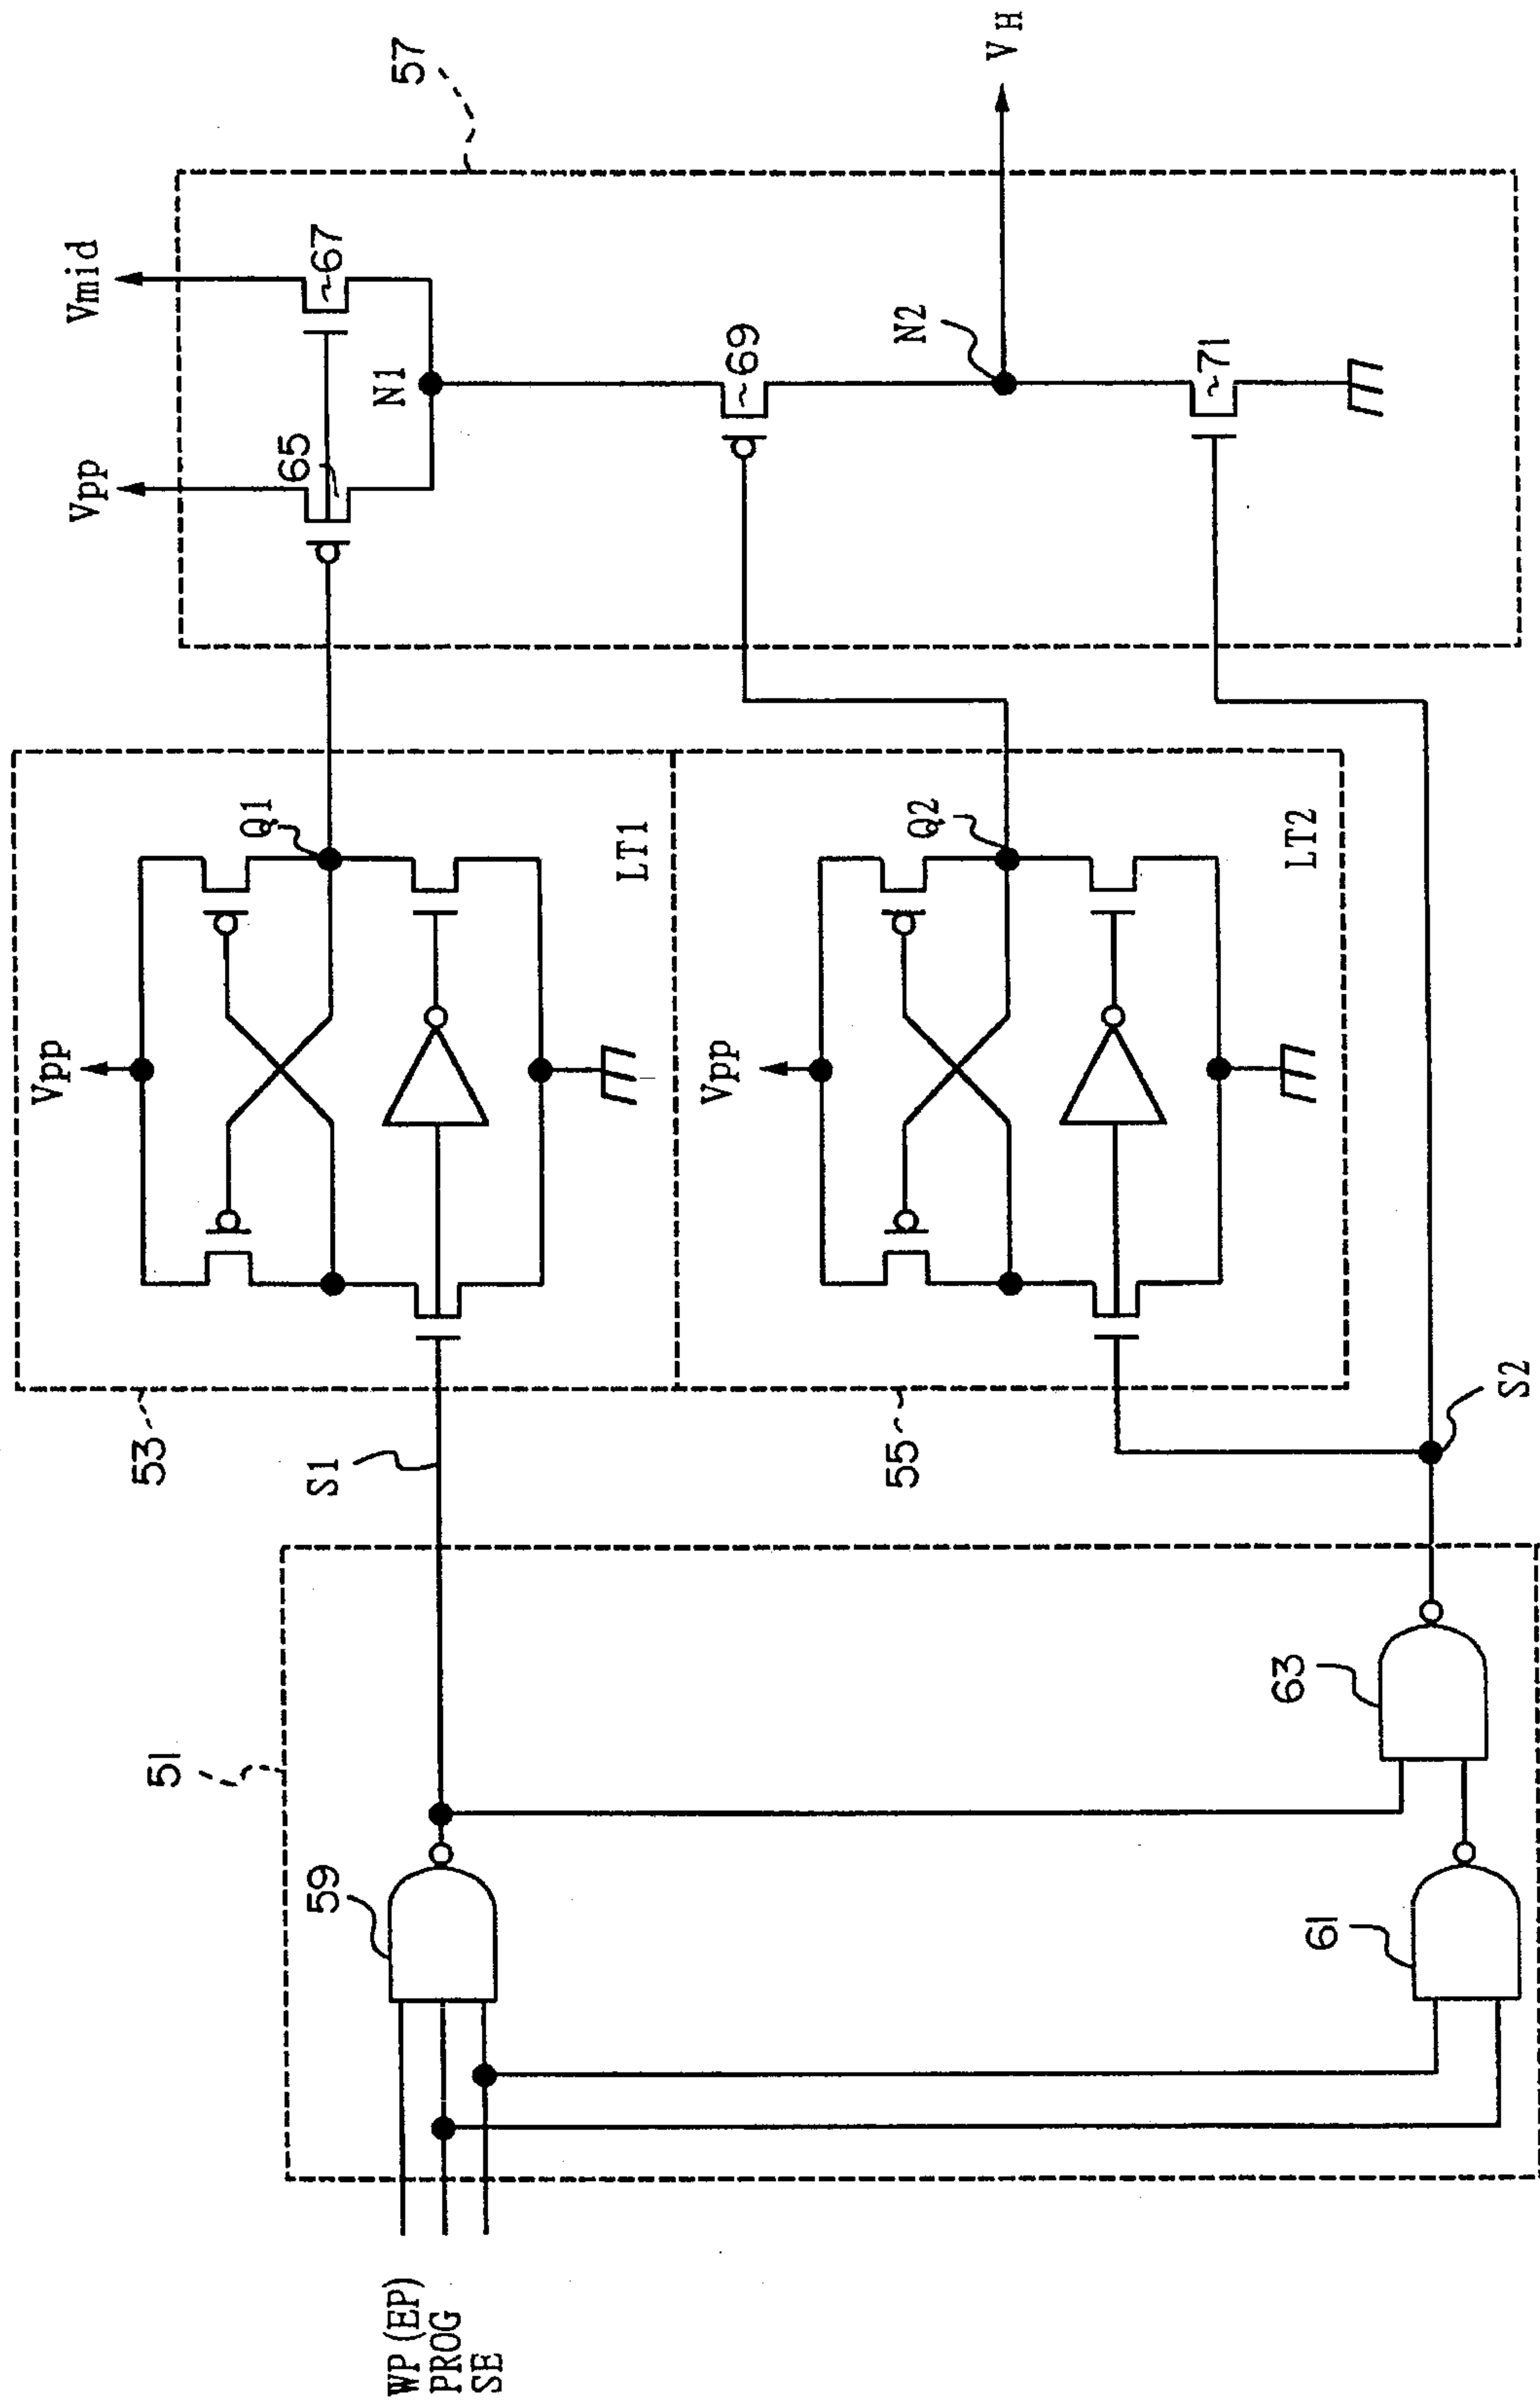 WP (EP)
PROG
SE
51
59
61
63
S1
S2
53
55
Vpp
Q1
LT1
Vpp
Q2
LT2
57
Vpp
Vmid
65
67
N1
69
N2
71
VH